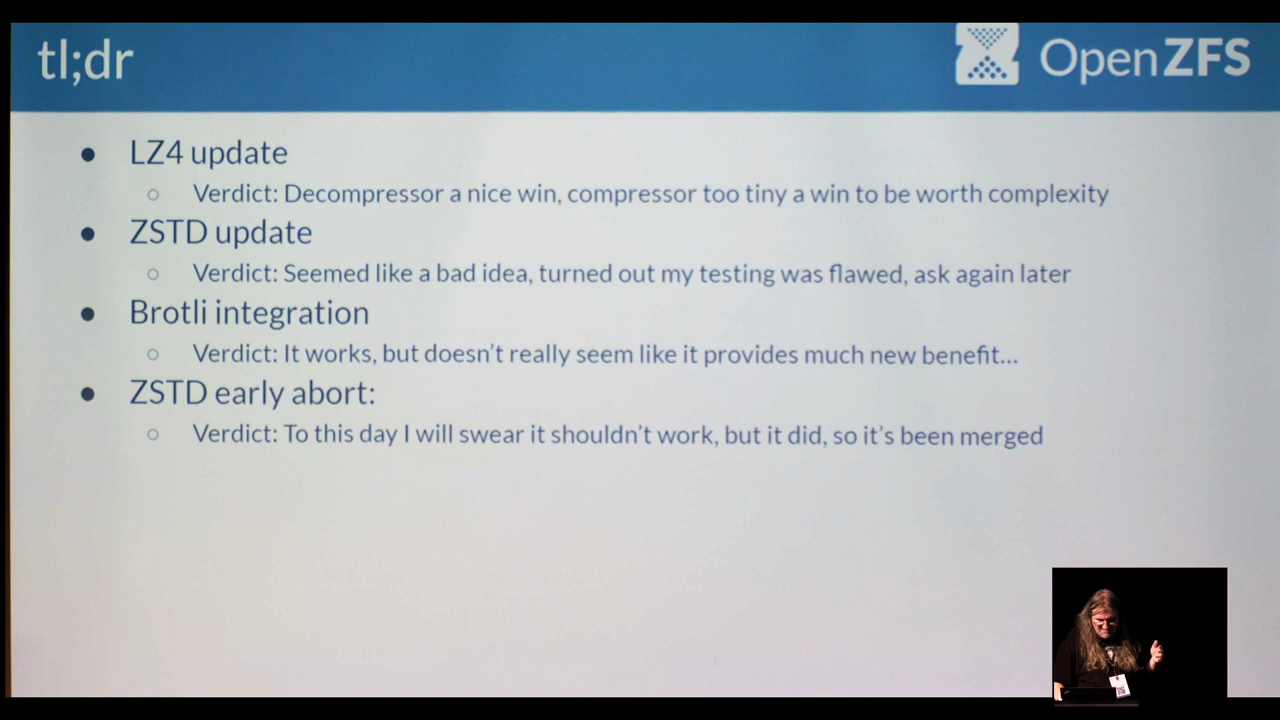 tl;dr
OpenZFS
● LZ4 update
○ Verdict: Decompressor a nice win, compressor too tiny a win to be worth complexity
● ZSTD update
○ Verdict: Seemed like a bad idea, turned out my testing was flawed, ask again later
● Brotli integration
○ Verdict: It works, but doesn't really seem like it provides much new benefit...
● ZSTD early abort:
○ Verdict: To this day I will swear it shouldn't work, but it did, so it's been merged